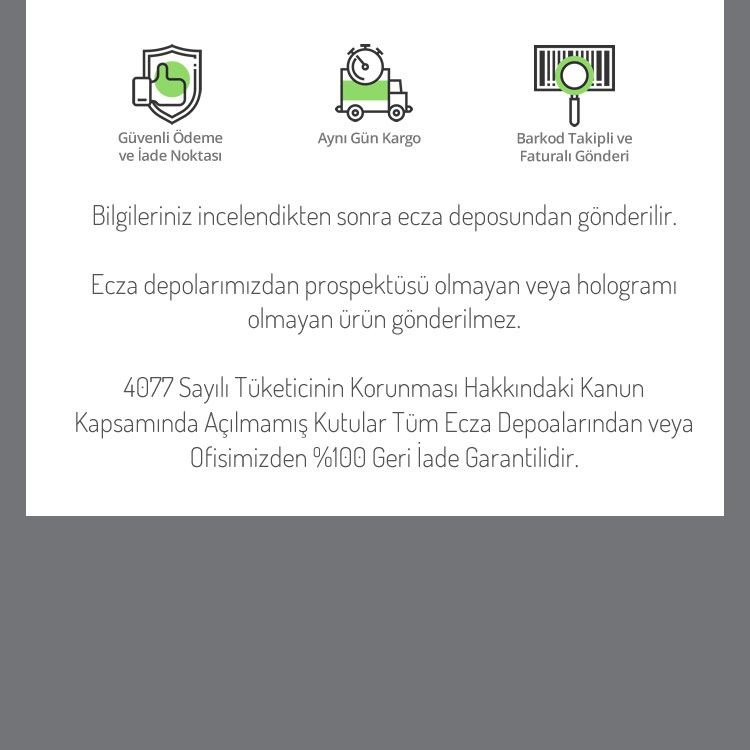 Güvenli Ödeme
ve İade Noktası
Aynı Gün Kargo
Barkod Takipli ve
Faturalı Gönderi
Bilgileriniz incelendikten sonra ecza deposundan gönderilir.
Ecza depolarımızdan prospektüsü olmayan veya hologramı
olmayan ürün gönderilmez.
4077 Sayılı Tüketicinin Korunması Hakkındaki Kanun
Kapsamında Açılmamış Kutular Tüm Ecza Depoalarından veya
Ofisimizden %100 Geri İade Garantilidir.